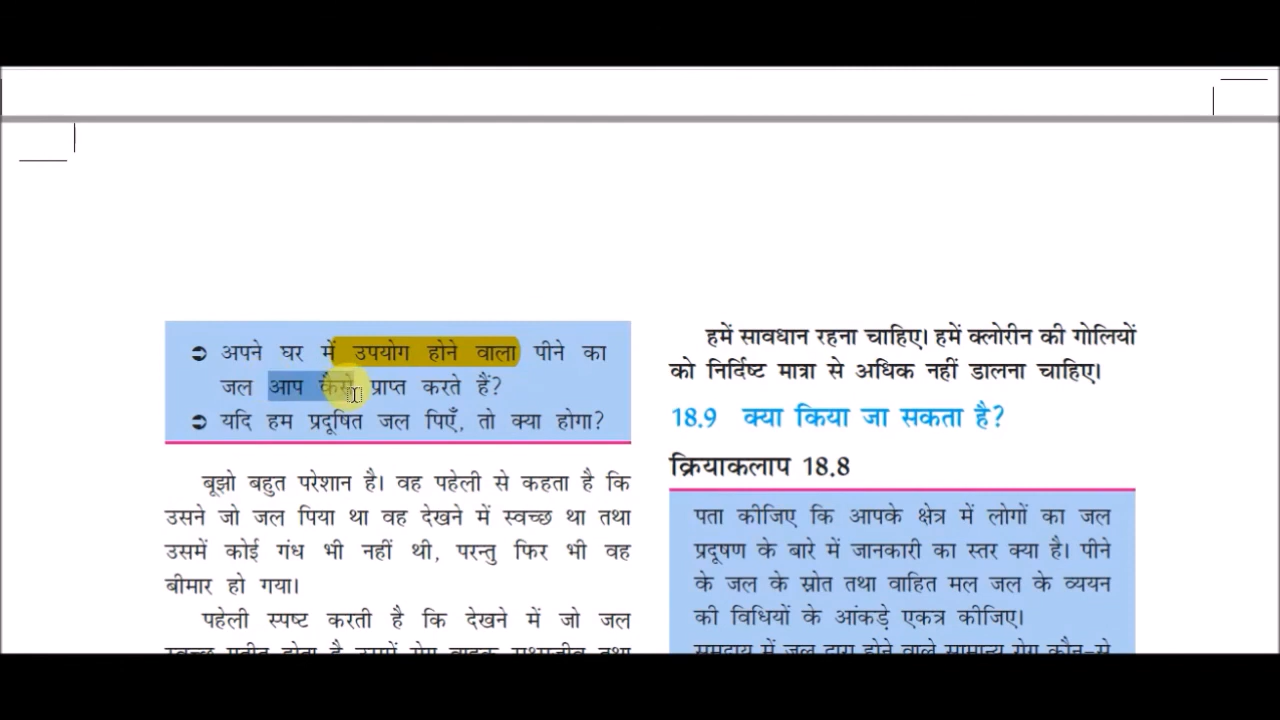 अपने घर में उपयोग होने वाला पीने का
जल आप कैसे प्राप्त करते हैं?
यदि हम प्रदूषित जल पिएँ, तो क्या होगा?
बूझो बहुत परेशान है। वह पहेली से कहता है कि
उसने जो जल पिया था वह देखने में स्वच्छ था तथा
उसमें कोई गंध भी नहीं थी, परन्तु फिर भी वह
बीमार हो गया।
पहेली स्पष्ट करती है कि देखने में जो जल
हमें सावधान रहना चाहिए। हमें क्लोरीन की गोलियों
को निर्दिष्ट मात्रा से अधिक नहीं डालना चाहिए।
18.9 क्या किया जा सकता है?
क्रियाकलाप 18.8
पता कीजिए कि आपके क्षेत्र में लोगों का जल
प्रदूषण के बारे में जानकारी का स्तर क्या है। पीने
के जल के स्रोत तथा वाहित मल जल के व्ययन
की विधियों के आंकड़े एकत्र कीजिए।
समुदाय में जल द्वारा होने वाले सामान्य रोग कौन-से